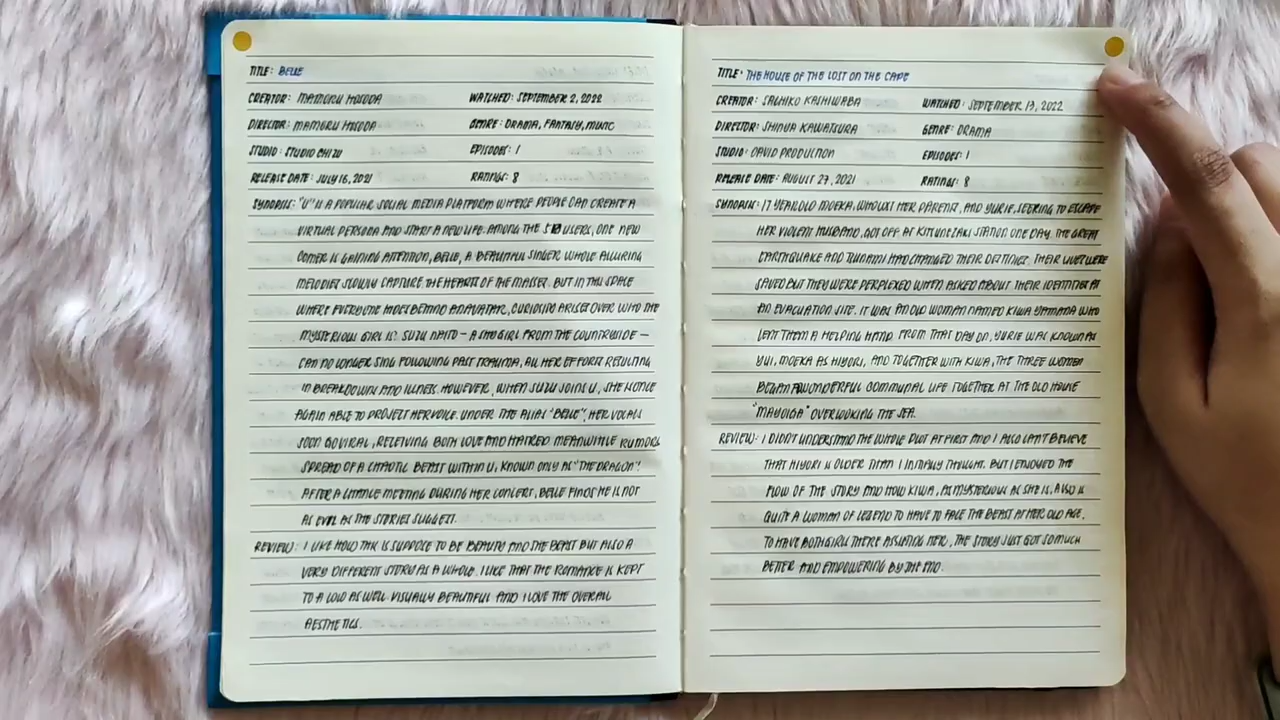 TITLE: BELLE
CREATOR: MAMORU HOSODA WATCHED: SEPTEMBER 2, 2022
DIRECTOR: MAMORU HOSODA GENRE: DRAMA, FANTASY, MUSIC
STUDIO: STUDIO CHIZU EPISODES: 1
RELEASE DATE: JULY 16, 2021 RATINGS: 8
SYNOPSIS: "U" IS A POPULAR SOCIAL MEDIA PLATFORM WHERE PEOPLE CAN CREATE A
VIRTUAL PERSONA AND START A NEW LIFE. AMONG THE USERS, ONE NEW
COMER IS GAINING ATTENTION, BELLE, A BEAUTIFUL SINGER WHOSE ALLURING
MELODIES SLOWLY CAPTURE THE HEARTS OF THE MASSES. BUT IN THIS SPACE
WHERE EVERYONE HIDES BEHIND AN AVATAR, CURIOSITY ARISES OVER WHO THE
MYSTERIOUS GIRL IS. SUZU NAITO - A SHY GIRL FROM THE COUNTRYSIDE -
CAN NO LONGER SING FOLLOWING PAST TRAUMA, ALL HER EFFORTS RESULTING
IN BREAKDOWNS AND ILLNESS. HOWEVER, WHEN SUZU JOINS U, SHE IS ONCE
AGAIN ABLE TO PROJECT HER VOICE. UNDER THE ALIAS "BELLE", HER VOCALS
SOON GO VIRAL, RECEIVING BOTH LOVE AND HATRED MEANWHILE RUMORS
SPREAD OF A CHAOTIC BEAST WITHIN U, KNOWN ONLY AS "THE DRAGON".
AFTER A CHANCE MEETING DURING HER CONCERT, BELLE FINDS HE IS NOT
AS EVIL AS THE STORIES SUGGEST.
REVIEW: I LIKE HOW THIS IS SUPPOSE TO BE BEAUTY AND THE BEAST BUT ALSO A
VERY DIFFERENT STORY AS A WHOLE. I LIKE THAT THE ROMANCE IS KEPT
TO A LOW AS WELL. VISUALLY BEAUTIFUL AND I LOVE THE OVERALL
AESTHETICS.
TITLE: THE HOUSE OF THE LOST ON THE CAPE
CREATOR: SACHIKO KASHIWABA WATCHED: SEPTEMBER 17, 2022
DIRECTOR: SHINYA KAWATSURA GENRE: DRAMA
STUDIO: DAVID PRODUCTION EPISODES: 1
RELEASE DATE: AUGUST 27, 2021 RATING: 8
SYNOPSIS: 17 YEAR OLD MOEKA, WHO LOST HER PARENTS, AND YURIE, SEEKING TO ESCAPE
HER VIOLENT HUSBAND, GOT OFF AT KITSUNEZAKI STATION ONE DAY. THE GREAT
EARTHQUAKE AND TSUNAMI HAD CHANGED THEIR DESTINIES. THEIR LIVES WERE
SAVED BUT THEY WERE PERPLEXED WHEN ASKED ABOUT THEIR IDENTITIES AT
AN EVACUATION SITE. IT WAS AN OLD WOMAN NAMED KIWA YAMANA WHO
LENT THEM A HELPING HAND. FROM THAT DAY ON, YURIE WAS KNOWN AS
YUI, MOEKA AS HIYORI, AND TOGETHER WITH KIWA, THE THREE WOMEN
BEGAN A WONDERFUL COMMUNAL LIFE TOGETHER AT THE OLD HOUSE
"MAYOIGA" OVERLOOKING THE SEA.
REVIEW: I DIDN'T UNDERSTAND THE WHOLE PLOT AT FIRST AND I ALSO CAN'T BELIEVE
THAT HIYORI IS OLDER THAN I INITIALLY THOUGHT. BUT I ENJOYED THE
FLOW OF THE STORY AND HOW KIWA, AS MYSTERIOUS AS SHE IS, ALSO IS
QUITE A WOMAN OF LEGEND TO HAVE TO FACE THE BEAST AT HER OLD AGE.
TO HAVE BOTH GIRLS THERE ASSISTING HER, THE STORY JUST GOT SO MUCH
BETTER AND EMPOWERING BY THE END.